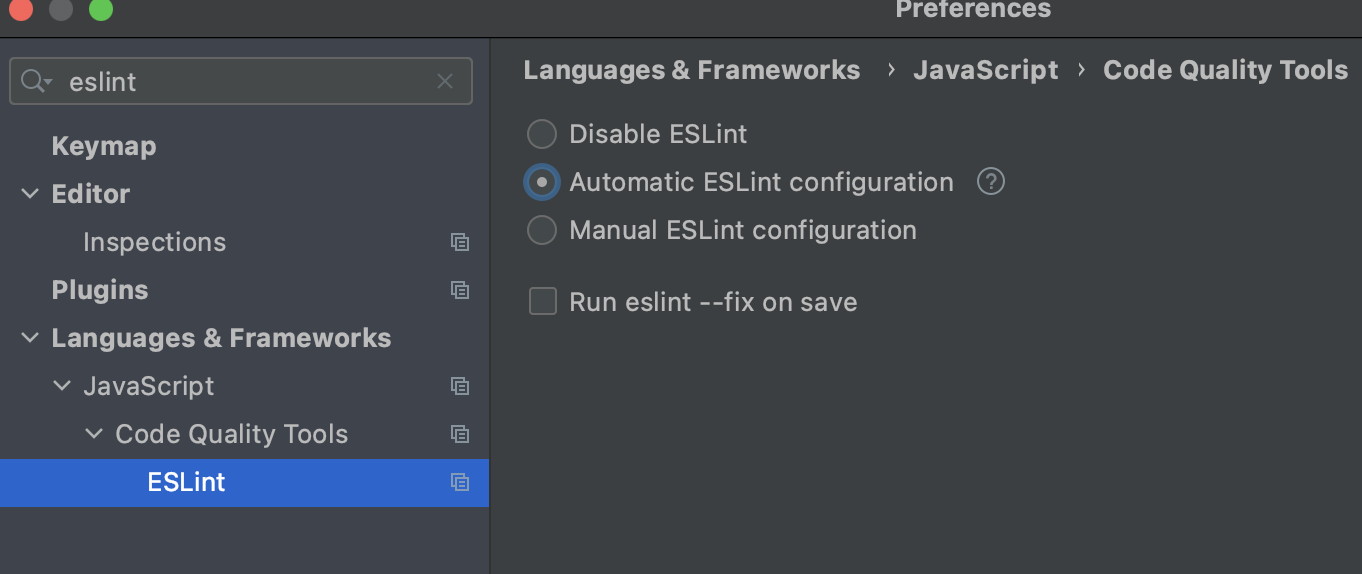 Preferences
eslint
Keymap
Editor
Inspections
Plugins
Languages & Frameworks
JavaScript
Code Quality Tools
ESLint
Languages & Frameworks › JavaScript › Code Quality Tools
Disable ESLint
Automatic ESLint configuration ?
Manual ESLint configuration
Run eslint --fix on save